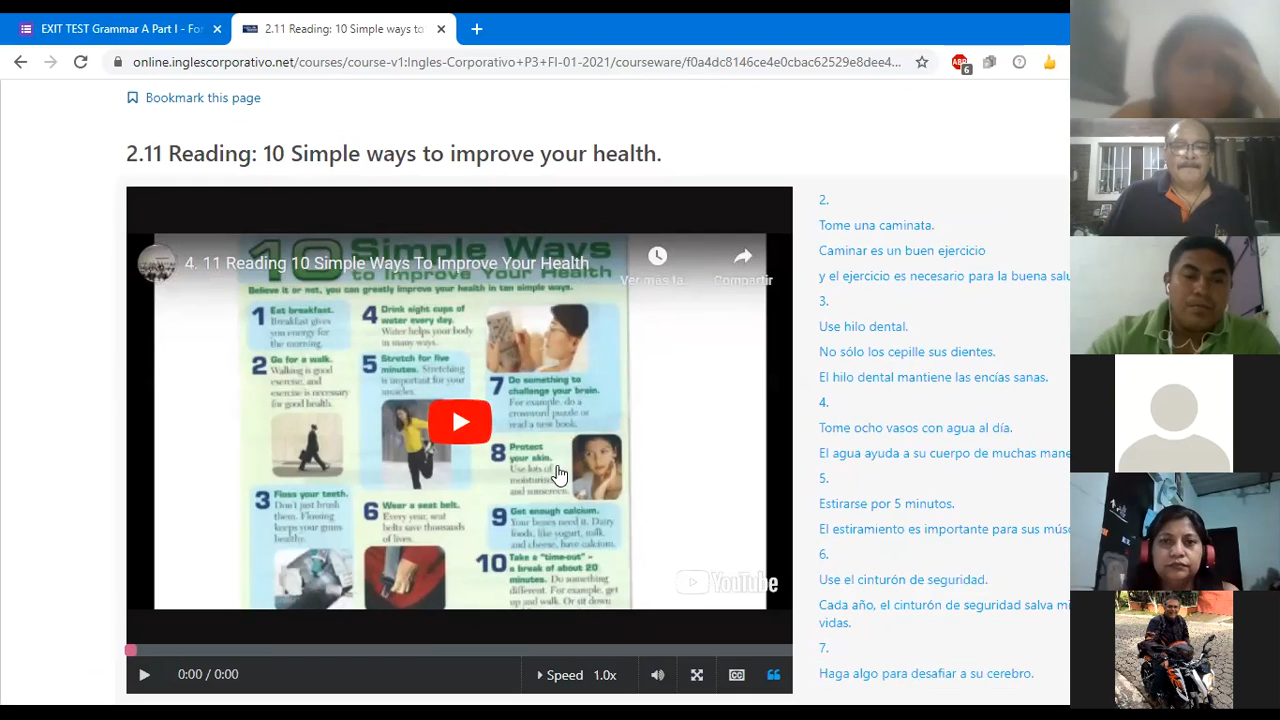 EXIT TEST Grammar A Part I - For
2.11 Reading: 10 Simple ways to
online.inglescorporativo.net/courses/course-v1:Ingles-Corporativo+P3+FI-01-2021/courseware/f0a4dc8146ce4e0cbac62529e8dee4...
ABP
6
Bookmark this page
2.11 Reading: 10 Simple ways to improve your health.
4. 11 Reading 10 Simple Ways To Improve Your Health
Ver más ta...
Compartir
10 Simple Ways
to Improve Your Health
Believe it or not, you can greatly improve your health in ten simple ways.
1 Eat breakfast.
Breakfast gives
you energy for
the morning.
2 Go for a walk.
Walking is good
exercise, and
exercise is necessary
for good health.
3 Floss your teeth.
Don't just brush
them. Flossing
keeps your gums
healthy.
4 Drink eight cups of
water every day.
Water helps your body
in many ways.
5 Stretch for five
minutes. Stretching
is important for your
muscles.
6 Wear a seat belt.
Every year, seat
belts save thousands
of lives.
7 Do something to
challenge your brain.
For example, do a
crossword puzzle or
read a new book.
8 Protect
your skin.
Use lots of
moisturizer
and sunscreen.
9 Get enough calcium.
Your bones need it. Dairy
foods, like yogurt, milk,
and cheese, have calcium.
10 Take a "time-out" –
a break of about 20
minutes. Do something
different. For example, get
up and walk. Or sit down
YouTube
0:00 / 0:00
Speed 1.0x
2.
Tome una caminata.
Caminar es un buen ejercicio
y el ejercicio es necesario para la buena salu
3.
Use hilo dental.
No sólo los cepille sus dientes.
El hilo dental mantiene las encías sanas.
4.
Tome ocho vasos con agua al día.
El agua ayuda a su cuerpo de muchas mane
5.
Estirarse por 5 minutos.
El estiramiento es importante para sus mús
6.
Use el cinturón de seguridad.
Cada año, el cinturón de seguridad salva mi
vidas.
7.
Haga algo para desafiar a su cerebro.